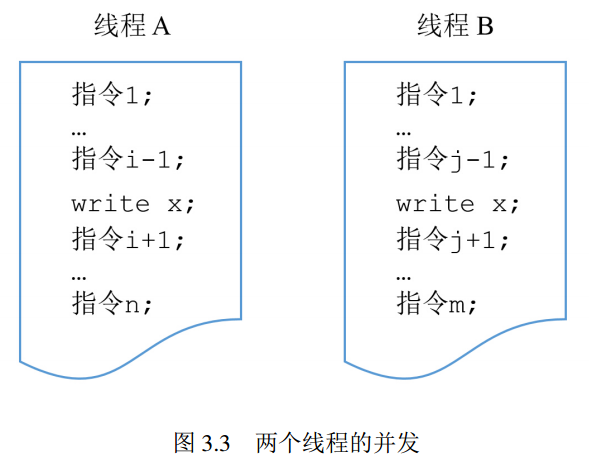 线程 A
指令1;
…
指令i-1;
write x;
指令i+1;
…
指令n;
线程 B
指令1;
…
指令j-1;
write x;
指令j+1;
…
指令m;
图 3.3 两个线程的并发